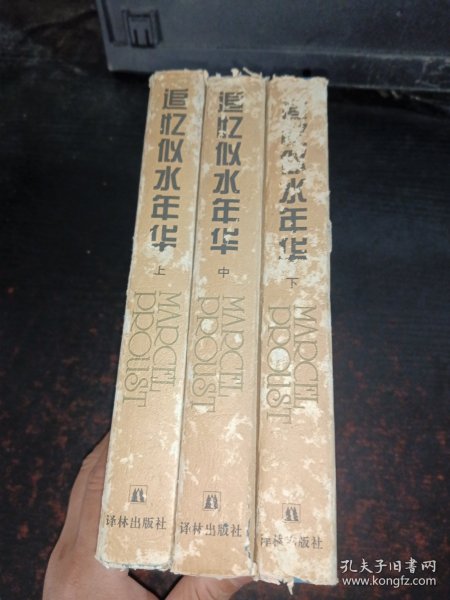 追忆似水年华
上
MARCEL
PROUST
译林出版社
追忆似水年华
中
MARCEL
PROUST
译林出版社
追忆似水年华
下
MARCEL
PROUST
译林出版社
孔夫子旧书网
www.kongfz.com